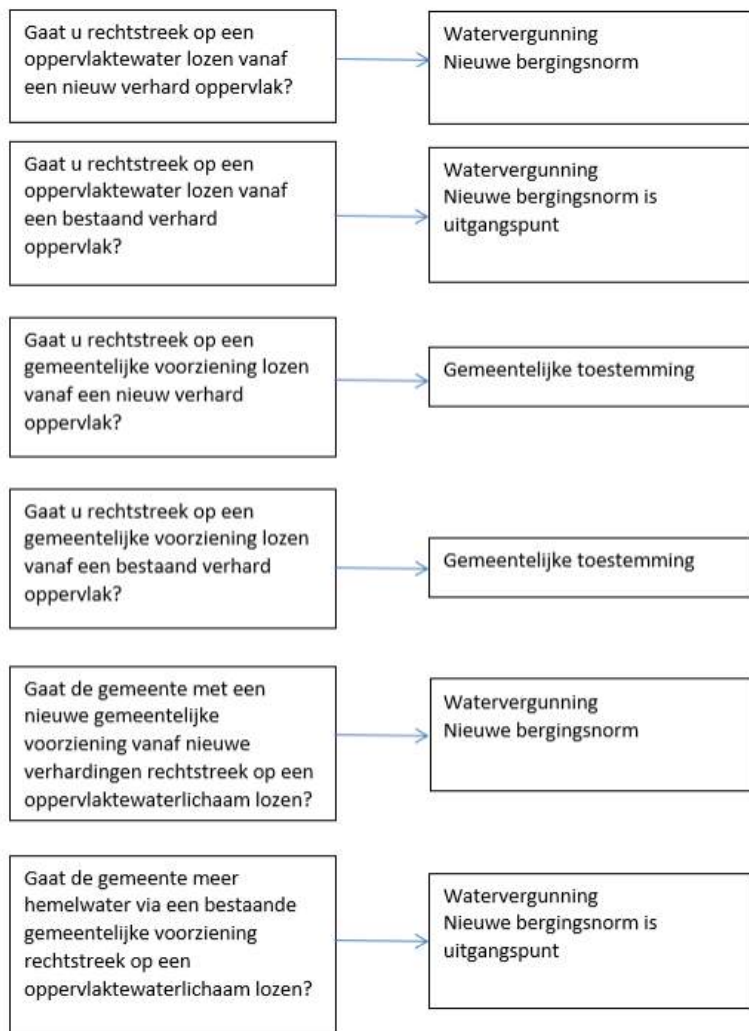 Gaat u rechtstreek op een
oppervlaktewater lozen vanaf
een nieuw verhard oppervlak?
Watervergunning
Nieuwe bergingsnorm
Gaat u rechtstreek op een
oppervlaktewater lozen vanaf
een bestaand verhard
oppervlak?
Watervergunning
Nieuwe bergingsnorm is
uitgangspunt
Gaat u rechtstreek op een
gemeentelijke voorziening lozen
vanaf een nieuw verhard
oppervlak?
Gemeentelijke toestemming
Gaat u rechtstreek op een
gemeentelijke voorziening lozen
vanaf een bestaand verhard
oppervlak?
Gemeentelijke toestemming
Gaat de gemeente met een
nieuwe gemeentelijke
voorziening vanaf nieuwe
verhardingen rechtstreek op een
oppervlaktewaterlichaam lozen?
Watervergunning
Nieuwe bergingsnorm
Gaat de gemeente meer
hemelwater via een bestaande
gemeentelijke voorziening
rechtstreek op een
oppervlaktewaterlichaam lozen?
Watervergunning
Nieuwe bergingsnorm is
uitgangspunt